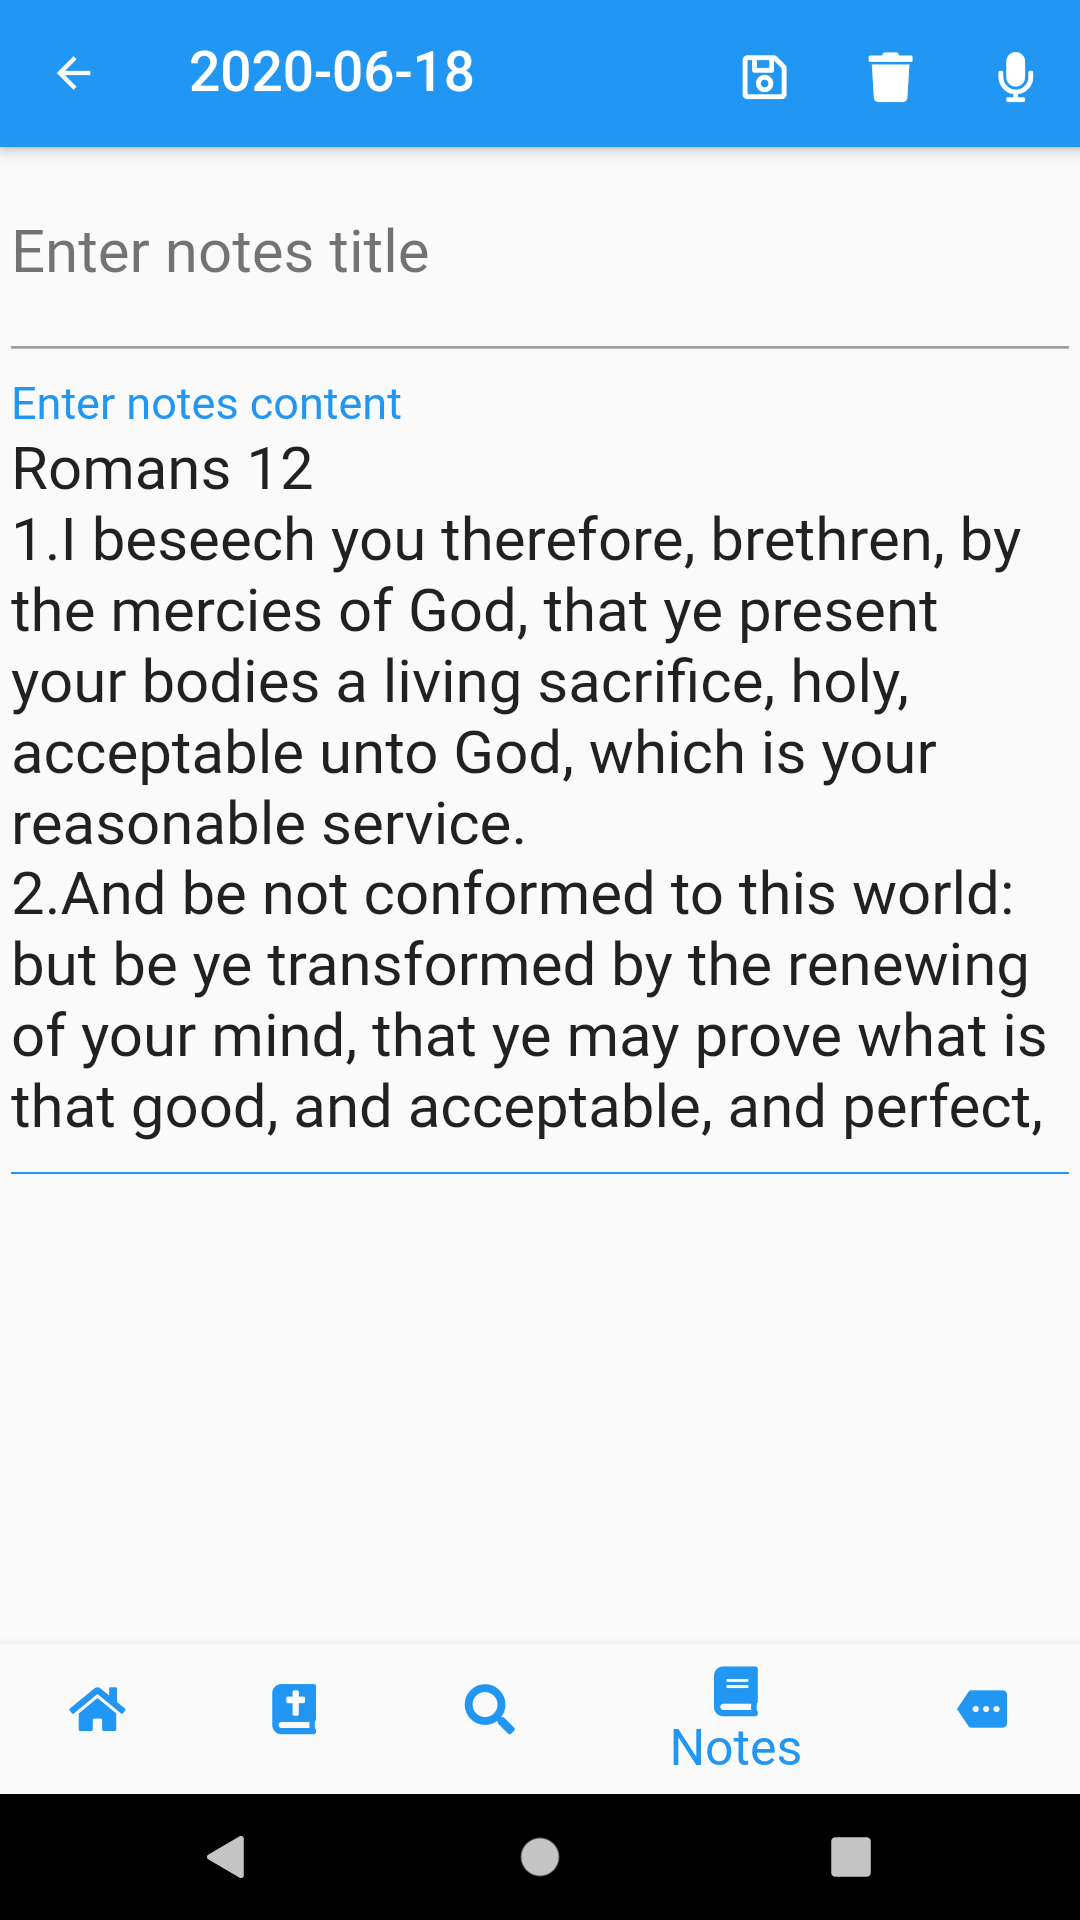 2020-06-18
Enter notes title
Enter notes content
Romans 12
1.I beseech you therefore, brethren, by
the mercies of God, that ye present
your bodies a living sacrifice, holy,
acceptable unto God, which is your
reasonable service.
2.And be not conformed to this world:
but be ye transformed by the renewing
of your mind, that ye may prove what is
that good, and acceptable, and perfect,
Notes